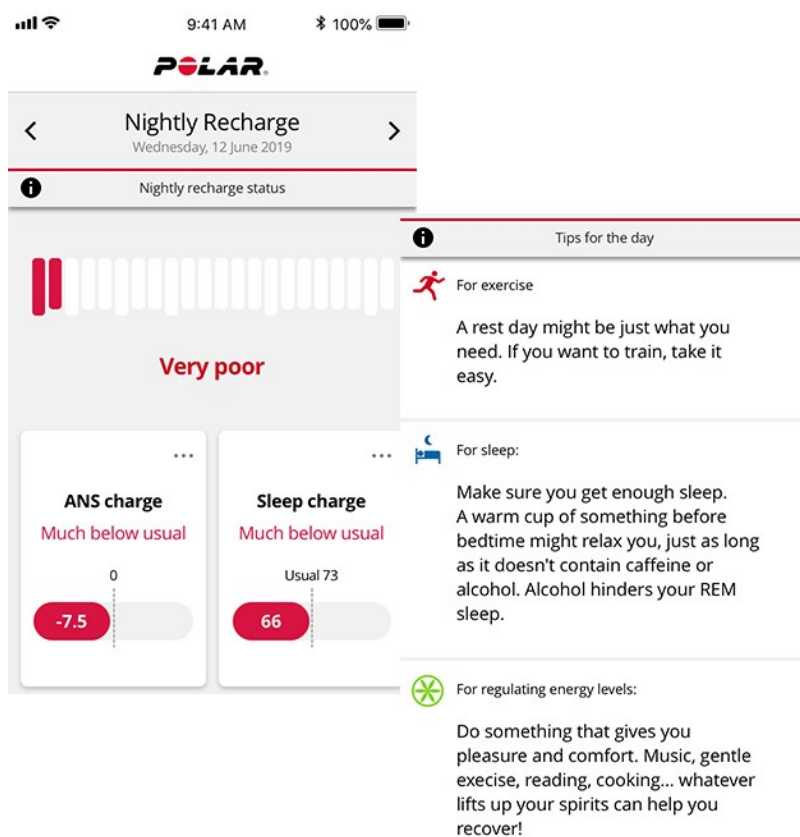 9:41 AM
100%
POLAR
Nightly Recharge
Wednesday, 12 June 2019
Nightly recharge status
Very poor
ANS charge
Much below usual
0
-7.5
Sleep charge
Much below usual
Usual 73
66
Tips for the day
For exercise
A rest day might be just what you
need. If you want to train, take it
easy.
For sleep:
Make sure you get enough sleep.
A warm cup of something before
bedtime might relax you, just as long
as it doesn't contain caffeine or
alcohol. Alcohol hinders your REM
sleep.
For regulating energy levels:
Do something that gives you
pleasure and comfort. Music, gentle
execise, reading, cooking... whatever
lifts up your spirits can help you
recover!